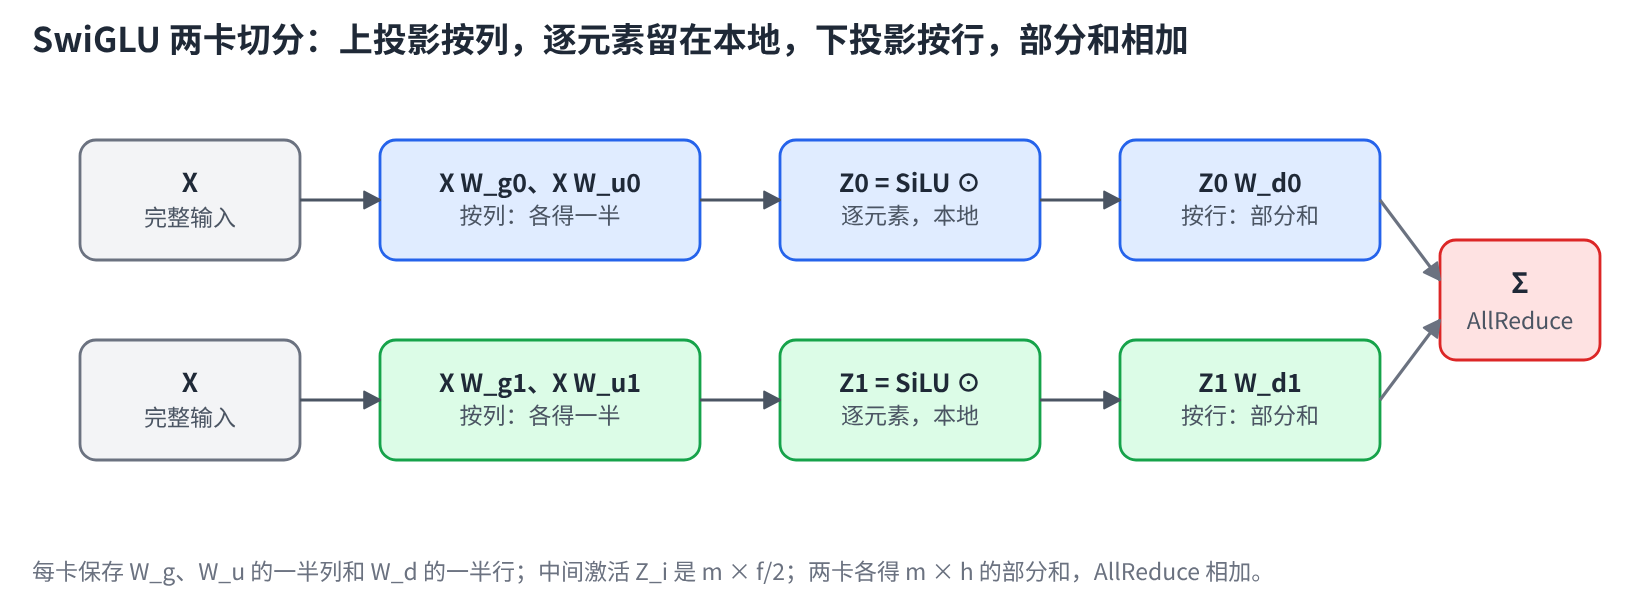 SwiGLU 两卡切分：上投影按列，逐元素留在本地，下投影按行，部分和相加
X
完整输入
X W_g0、X W_u0
按列：各得一半
Z0 = SiLU ⊙
逐元素，本地
Z0 W_d0
按行：部分和
Σ
AllReduce
X
完整输入
X W_g1、X W_u1
按列：各得一半
Z1 = SiLU ⊙
逐元素，本地
Z1 W_d1
按行：部分和
每卡保存 W_g、W_u 的一半列和 W_d 的一半行；中间激活 Z_i 是 m × f/2；两卡各得 m × h 的部分和，AllReduce 相加。